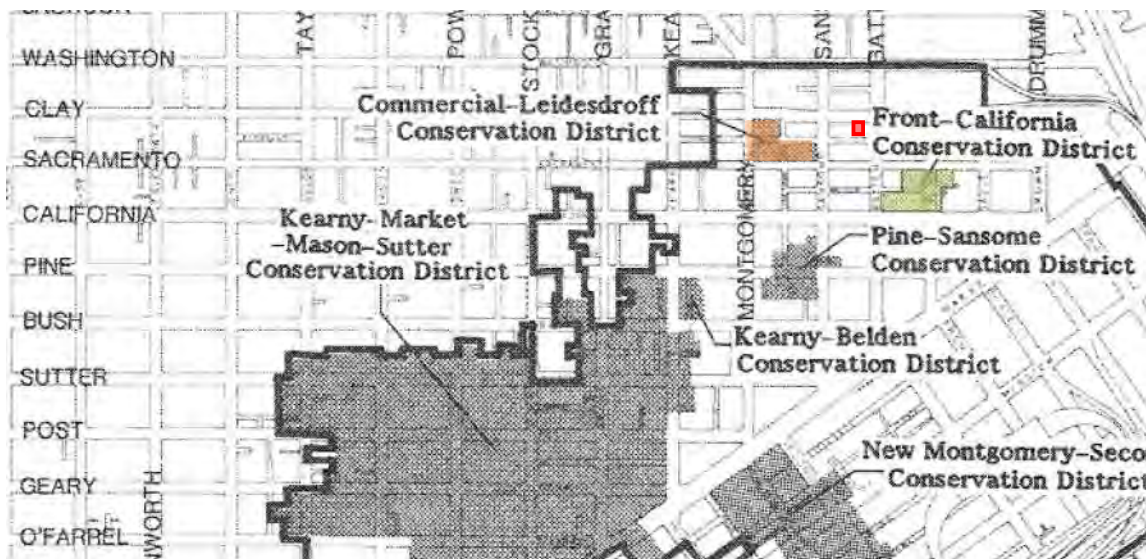 TAY
POW
STOCK
GRA
KEA
SAN
BATT
DRUMM
WASHINGTON
CLAY
SACRAMENTO
CALIFORNIA
PINE
BUSH
SUTTER
POST
GEARY
O'FARREL
NWORTH
MONTGOMERY
Commercial-Leidesdroff
Conservation District
Front-California
Conservation District
Kearny-Market
-Mason-Sutter
Conservation District
Pine-Sansome
Conservation District
Kearny-Belden
Conservation District
New Montgomery-Seco
Conservation District